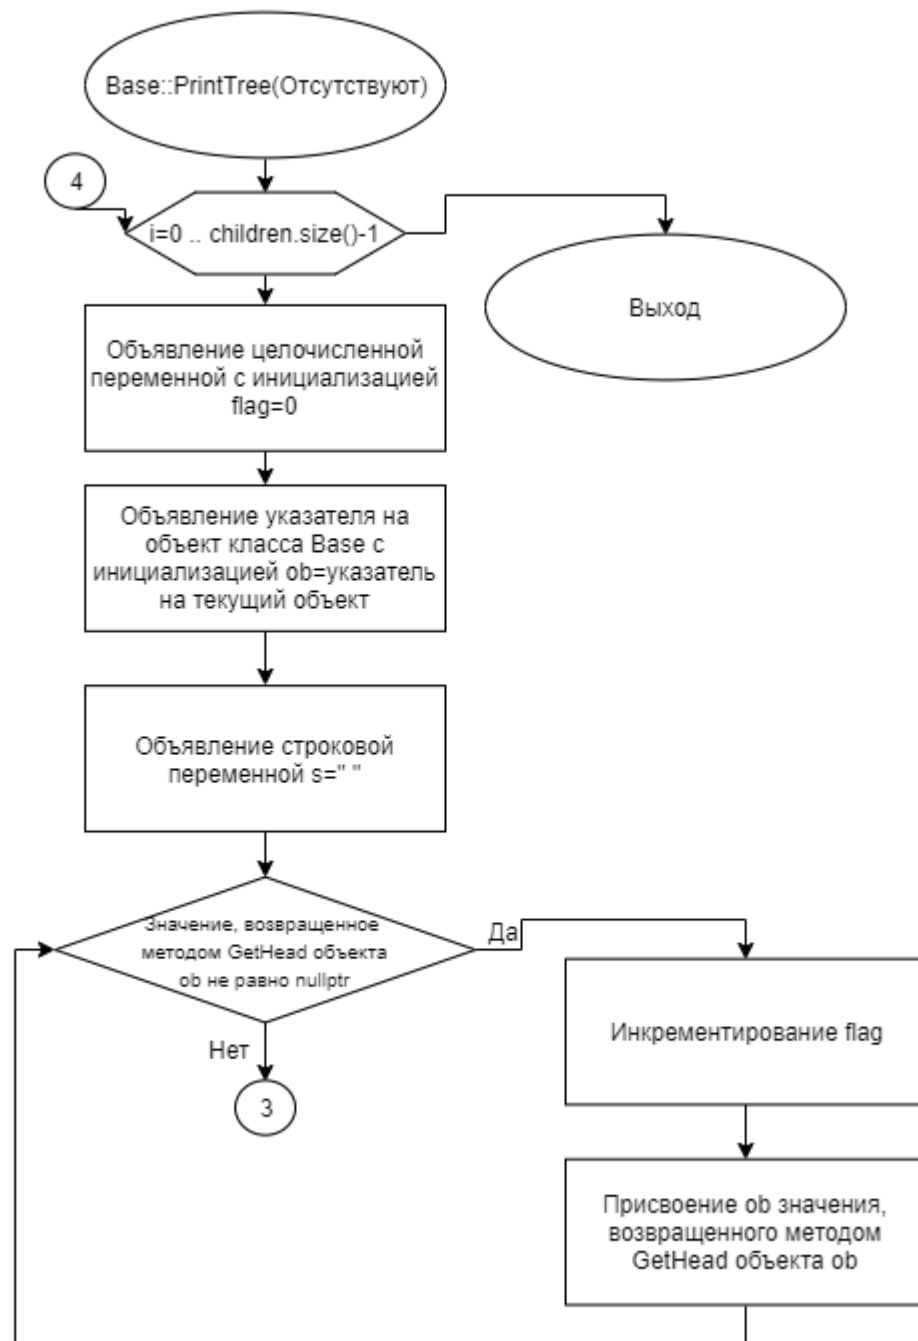 Base::PrintTree(Отсутствуют)
4
i=0 .. children.size()-1
Выход
Объявление целочисленной
переменной с инициализацией
flag=0
Объявление указателя на
объект класса Base с
инициализацией ob=указатель
на текущий объект
Объявление строковой
переменной s=" "
Значение, возвращенное
методом GetHead объекта
ob не равно nullptr
Да
Инкрементирование flag
Нет
3
Присвоение ob значения,
возвращенного методом
GetHead объекта ob